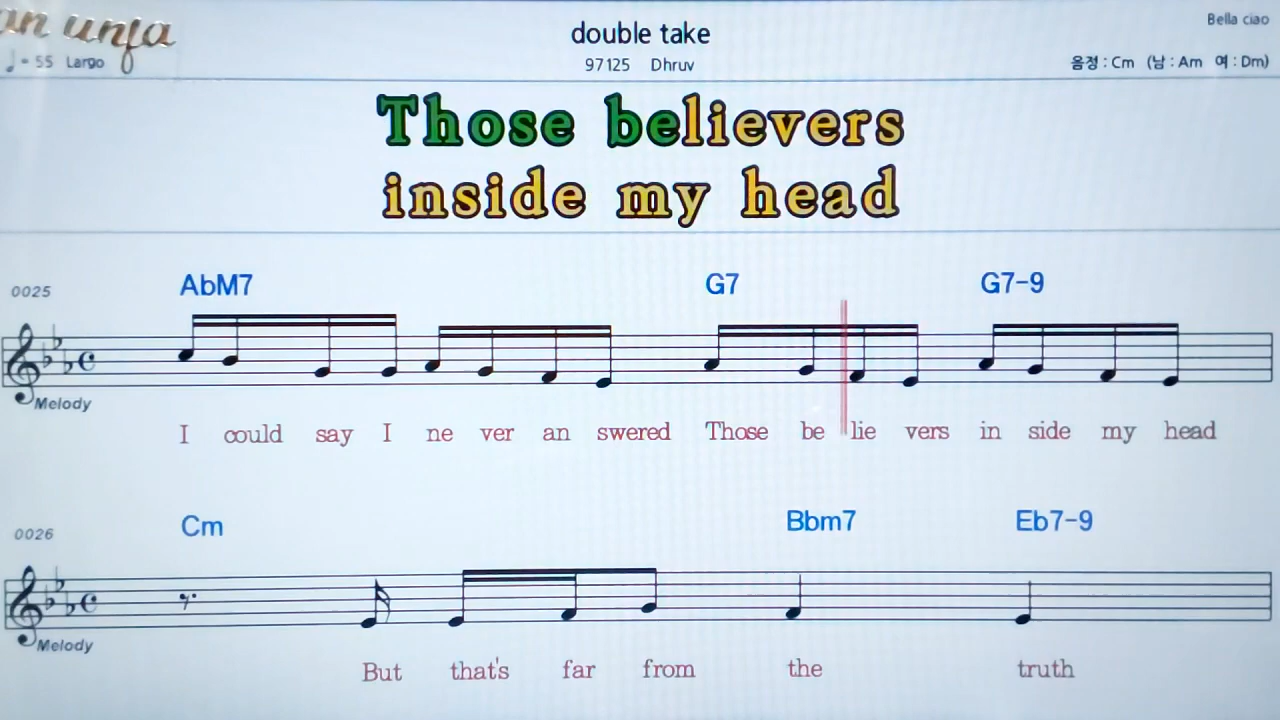 double take
Bella ciao
♩= 55 Largo
97125 Dhruv
음정 : Cm (남 : Am 여 : Dm)
Those believers
inside my head
AbM7 G7 G7-9
0025
Melody
I could say I ne ver an swered Those be lie vers in side my head
Cm Bbm7 Eb7-9
0026
Melody
But that's far from the truth